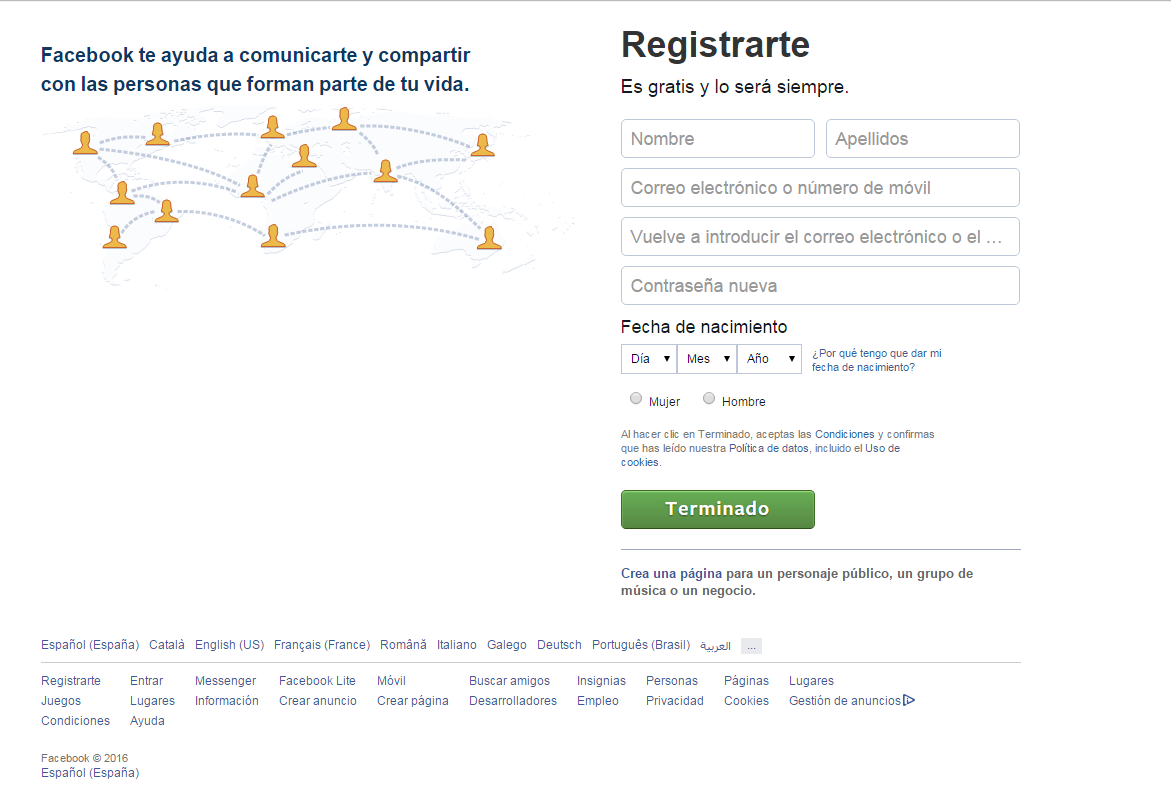 Facebook te ayuda a comunicarte y compartir
con las personas que forman parte de tu vida.
Registrarte
Es gratis y lo será siempre.
Nombre Apellidos
Correo electrónico o número de móvil
Vuelve a introducir el correo electrónico o el ...
Contraseña nueva
Fecha de nacimiento
Día Mes Año
¿Por qué tengo que dar mi
fecha de nacimiento?
Mujer Hombre
Al hacer clic en Terminado, aceptas las Condiciones y confirmas
que has leído nuestra Política de datos, incluido el Uso de
cookies.
Terminado
Crea una página para un personaje público, un grupo de
música o un negocio.
Español (España) Català English (US) Français (France) Română Italiano Galego Deutsch Português (Brasil) العربية ...
Registrarte Entrar Messenger Facebook Lite Móvil Buscar amigos Insignias Personas Páginas Lugares
Juegos Lugares Información Crear anuncio Crear página Desarrolladores Empleo Privacidad Cookies Gestión de anuncios
Condiciones Ayuda
Facebook © 2016
Español (España)